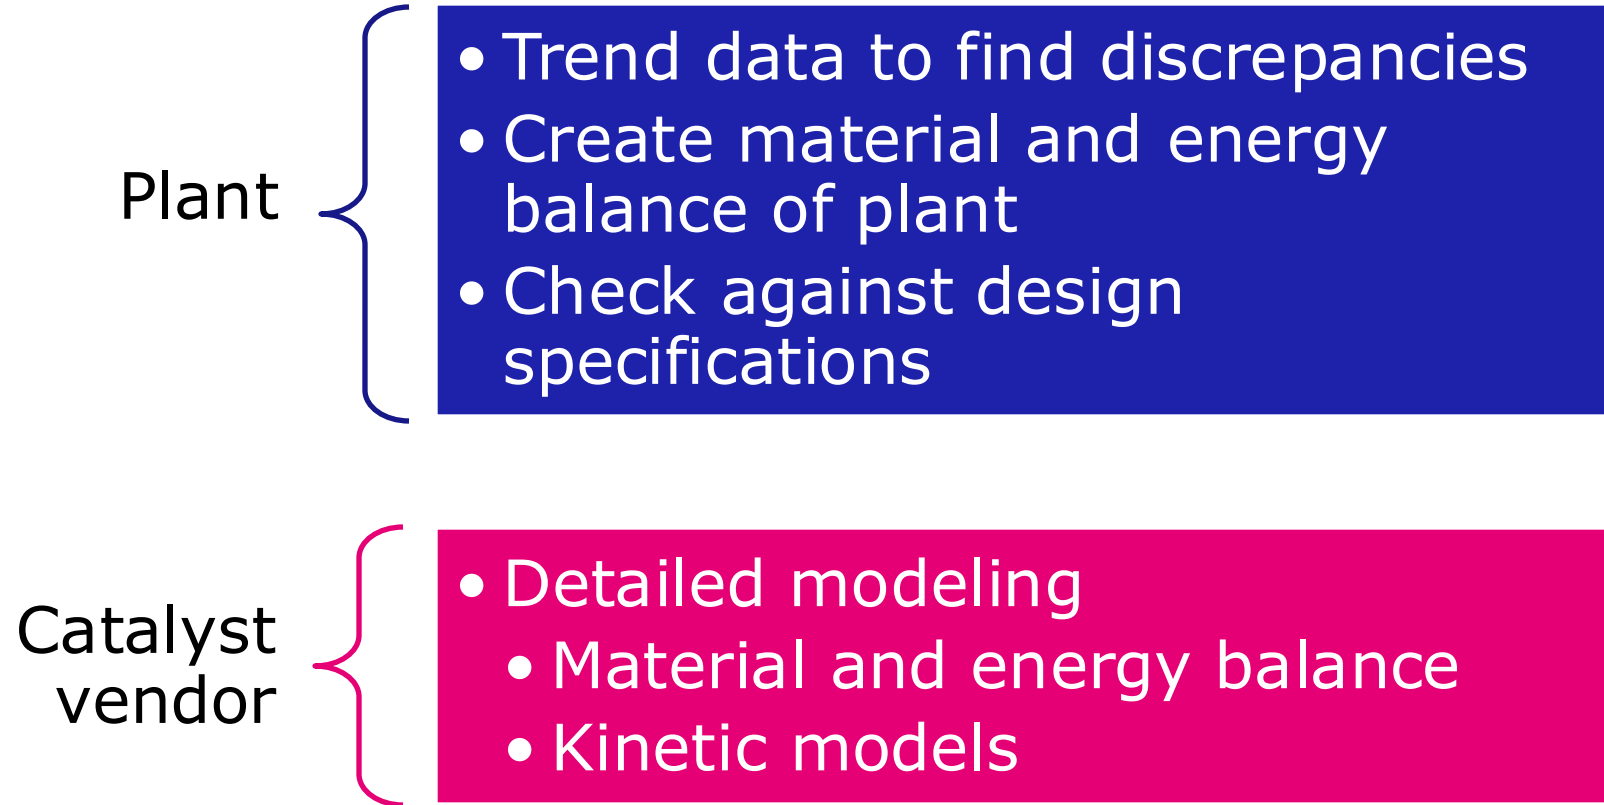 Plant
• Trend data to find discrepancies
• Create material and energy
balance of plant
• Check against design
specifications
Catalyst
vendor
• Detailed modeling
• Material and energy balance
• Kinetic models